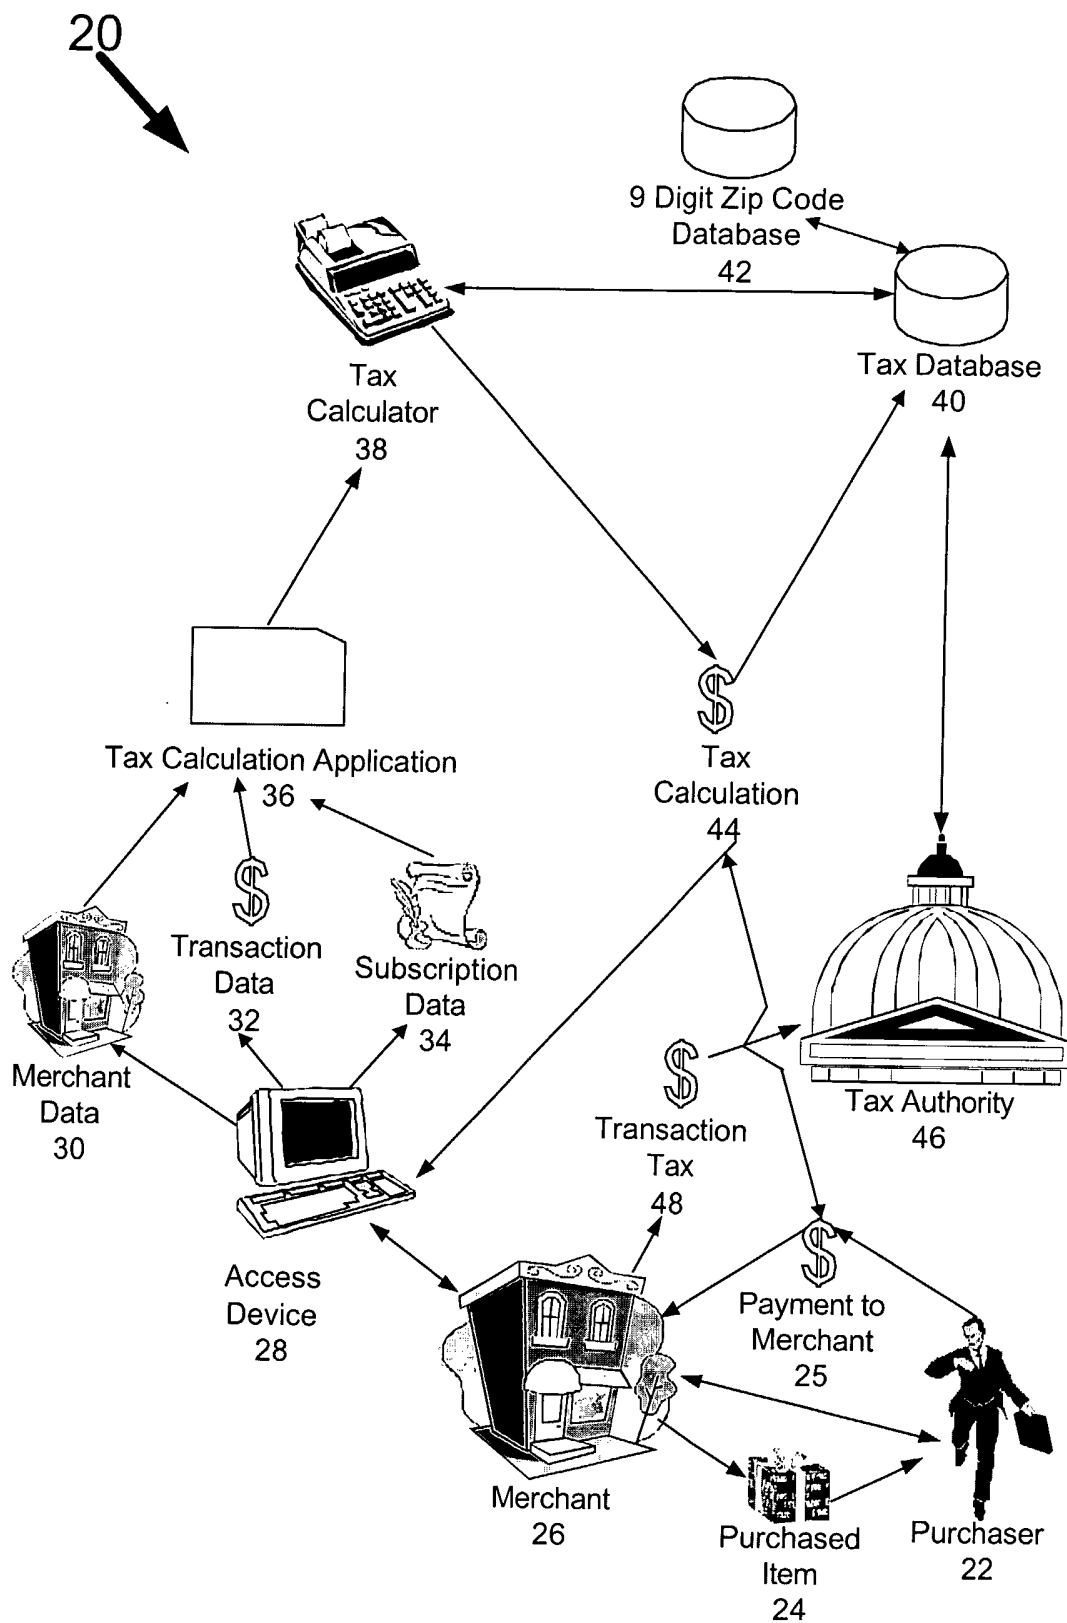 20
9 Digit Zip Code
Database
42
Tax Database
40
Tax
Calculator
38
Tax Calculation Application
36
Tax
Calculation
44
Transaction
Data
32
Subscription
Data
34
Merchant
Data
30
Transaction
Tax
48
Tax Authority
46
Access
Device
28
Payment to
Merchant
25
Merchant
26
Purchased
Item
24
Purchaser
22